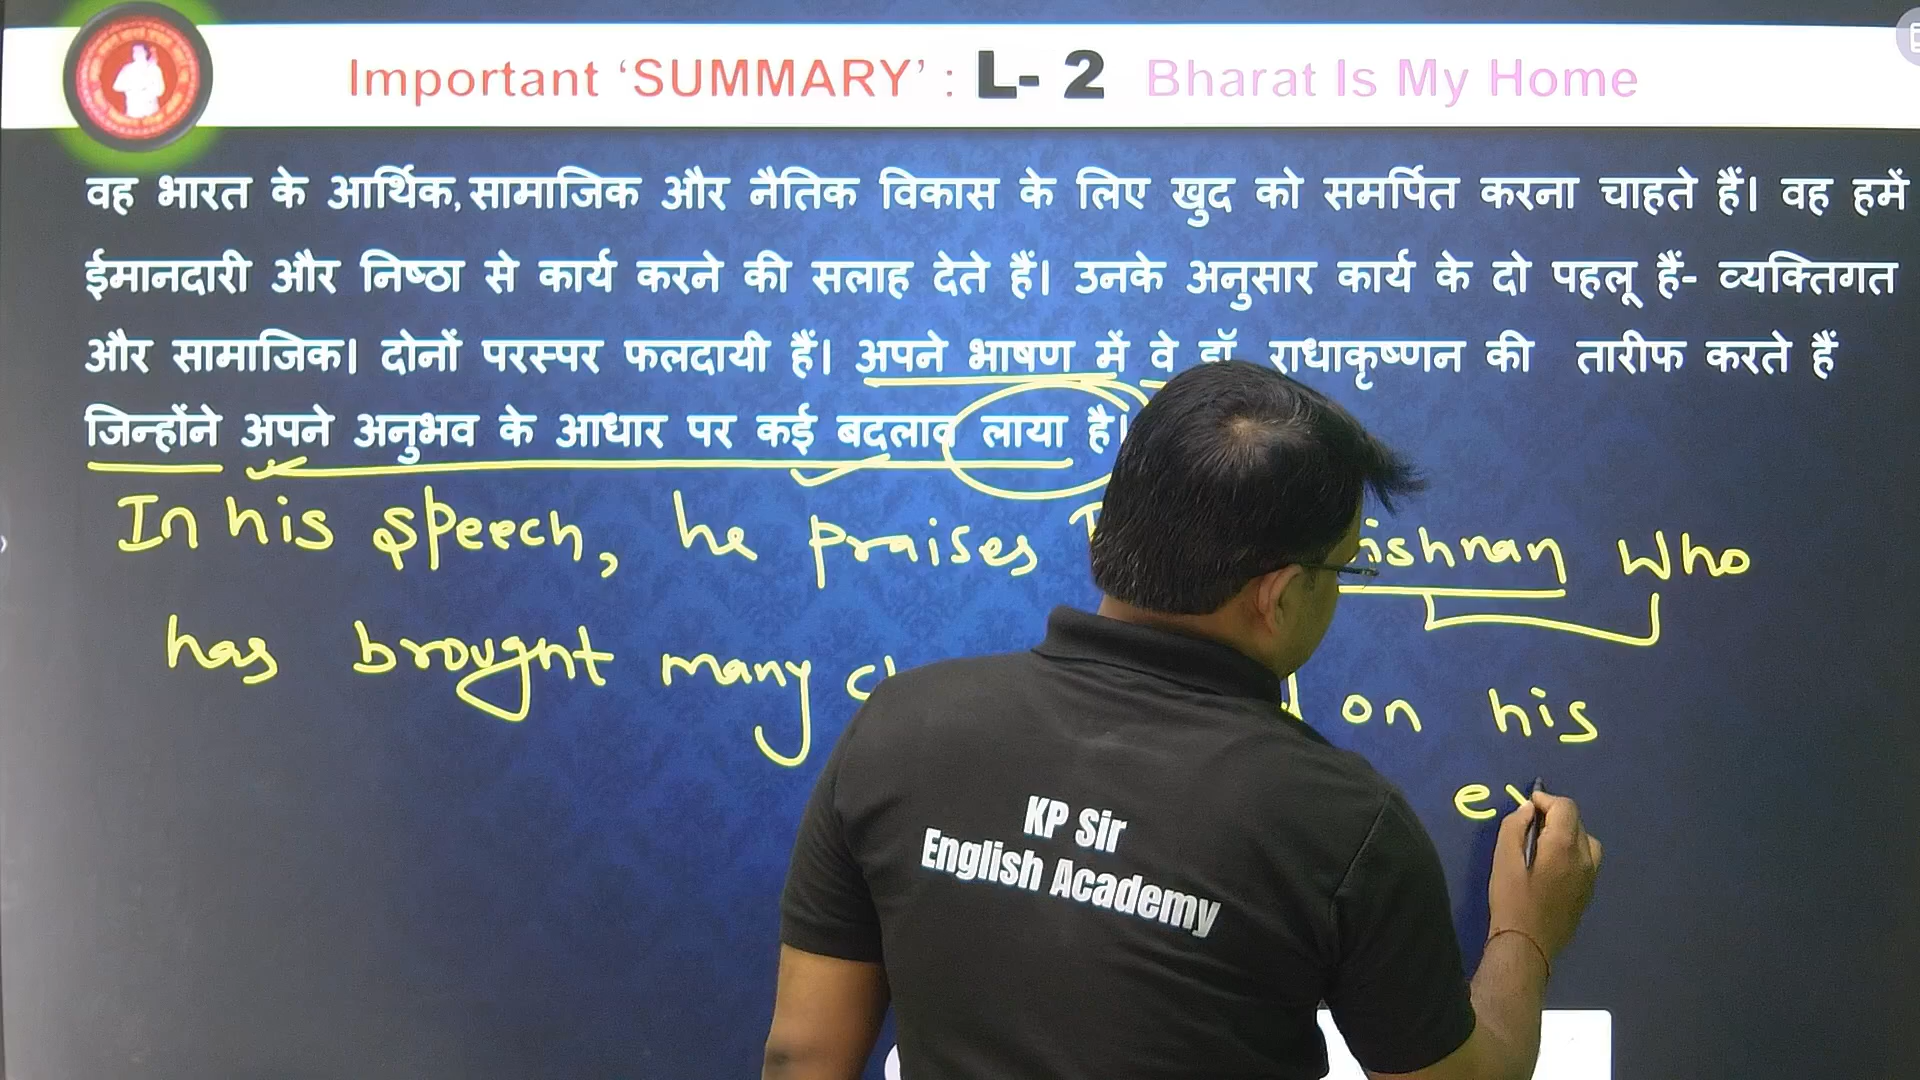 Important ‘SUMMARY’ : L- 2 Bharat Is My Home
वह भारत के आर्थिक, सामाजिक और नैतिक विकास के लिए खुद को समर्पित करना चाहते हैं। वह हमें
ईमानदारी और निष्ठा से कार्य करने की सलाह देते हैं। उनके अनुसार कार्य के दो पहलू हैं- व्यक्तिगत
और सामाजिक। दोनों परस्पर फलदायी हैं। अपने भाषण में वे डॉ राधाकृष्णन की तारीफ करते हैं
जिन्होंने अपने अनुभव के आधार पर कई बदलाव लाया है।
In his speech, he praises ishnan who
has brought many on his
KP Sir
English Academy